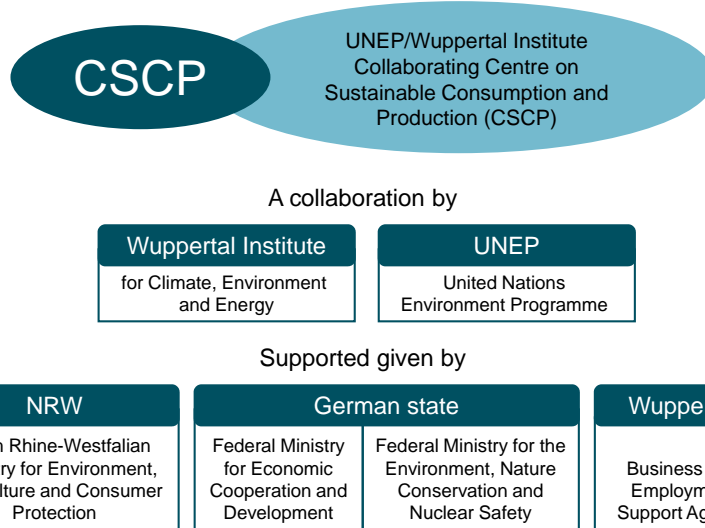 CSCP
UNEP/Wuppertal Institute
Collaborating Centre on
Sustainable Consumption and
Production (CSCP)
A collaboration by
Wuppertal Institute
for Climate, Environment
and Energy
UNEP
United Nations
Environment Programme
Supported given by
NRW
Rhine-Westfalian
for Environment,
and Consumer
Protection
German state
Federal Ministry
for Economic
Cooperation and
Development
Federal Ministry for the
Environment, Nature
Conservation and
Nuclear Safety
Business
Support